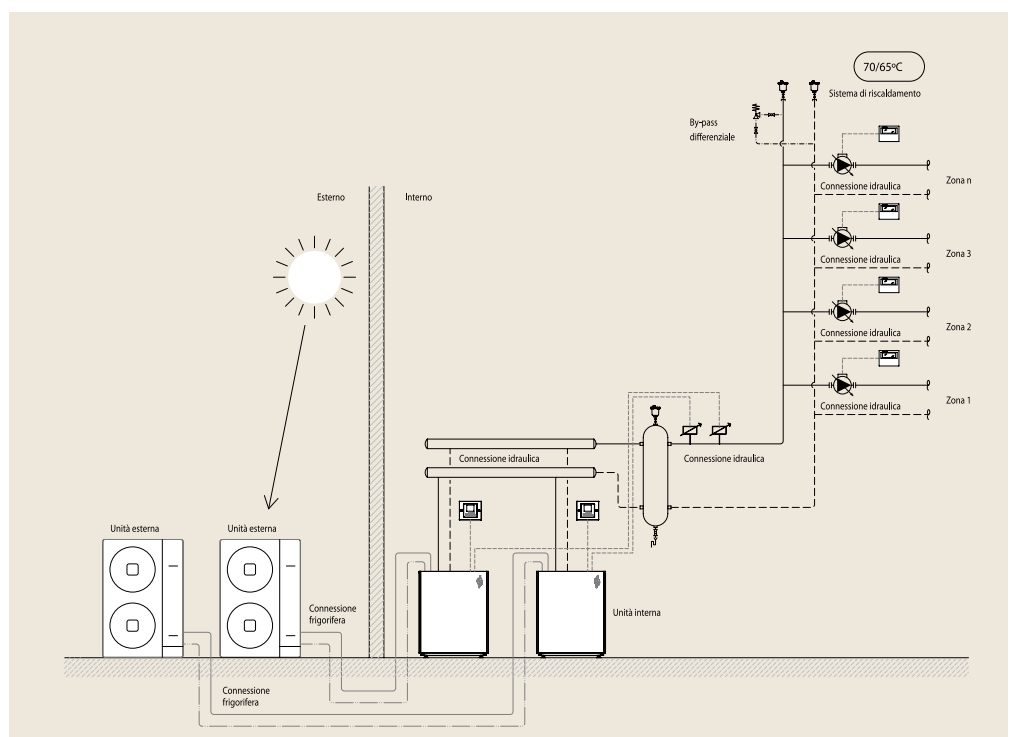 70/65ºC
Sistema di riscaldamento
By-pass
differenziale
Connessione idraulica
Zona n
Esterno
Interno
Connessione idraulica
Zona 3
Connessione idraulica
Zona 2
Connessione idraulica
Zona 1
Connessione idraulica
Connessione idraulica
Unità esterna
Unità esterna
Connessione
frigorifera
Unità interna
Connessione
frigorifera